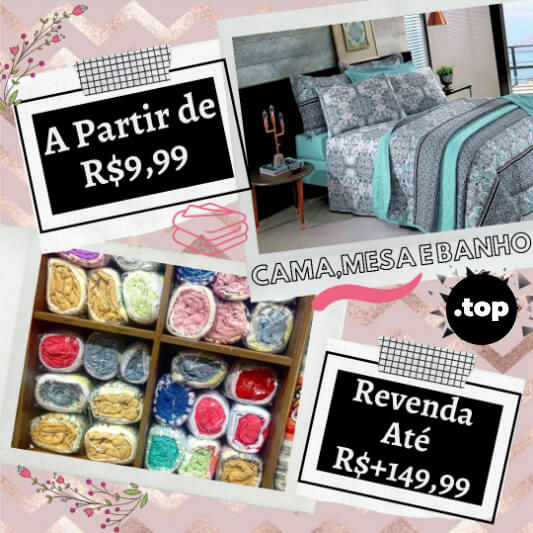 A Partir de
R$9,99
CAMA,MESA E BANHO
.top
Revenda
Até
R$+149,99